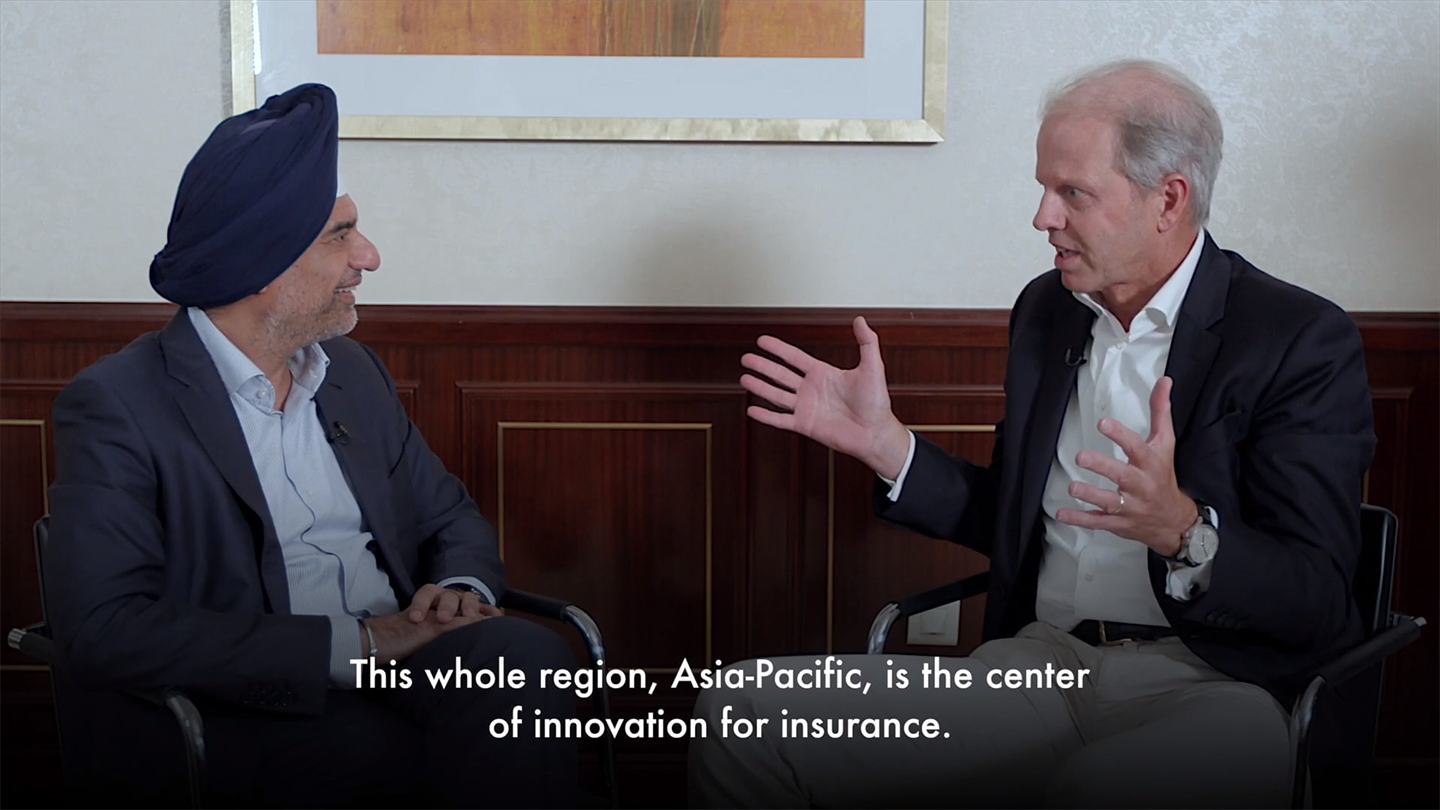 This whole region, Asia-Pacific, is the center
of innovation for insurance.